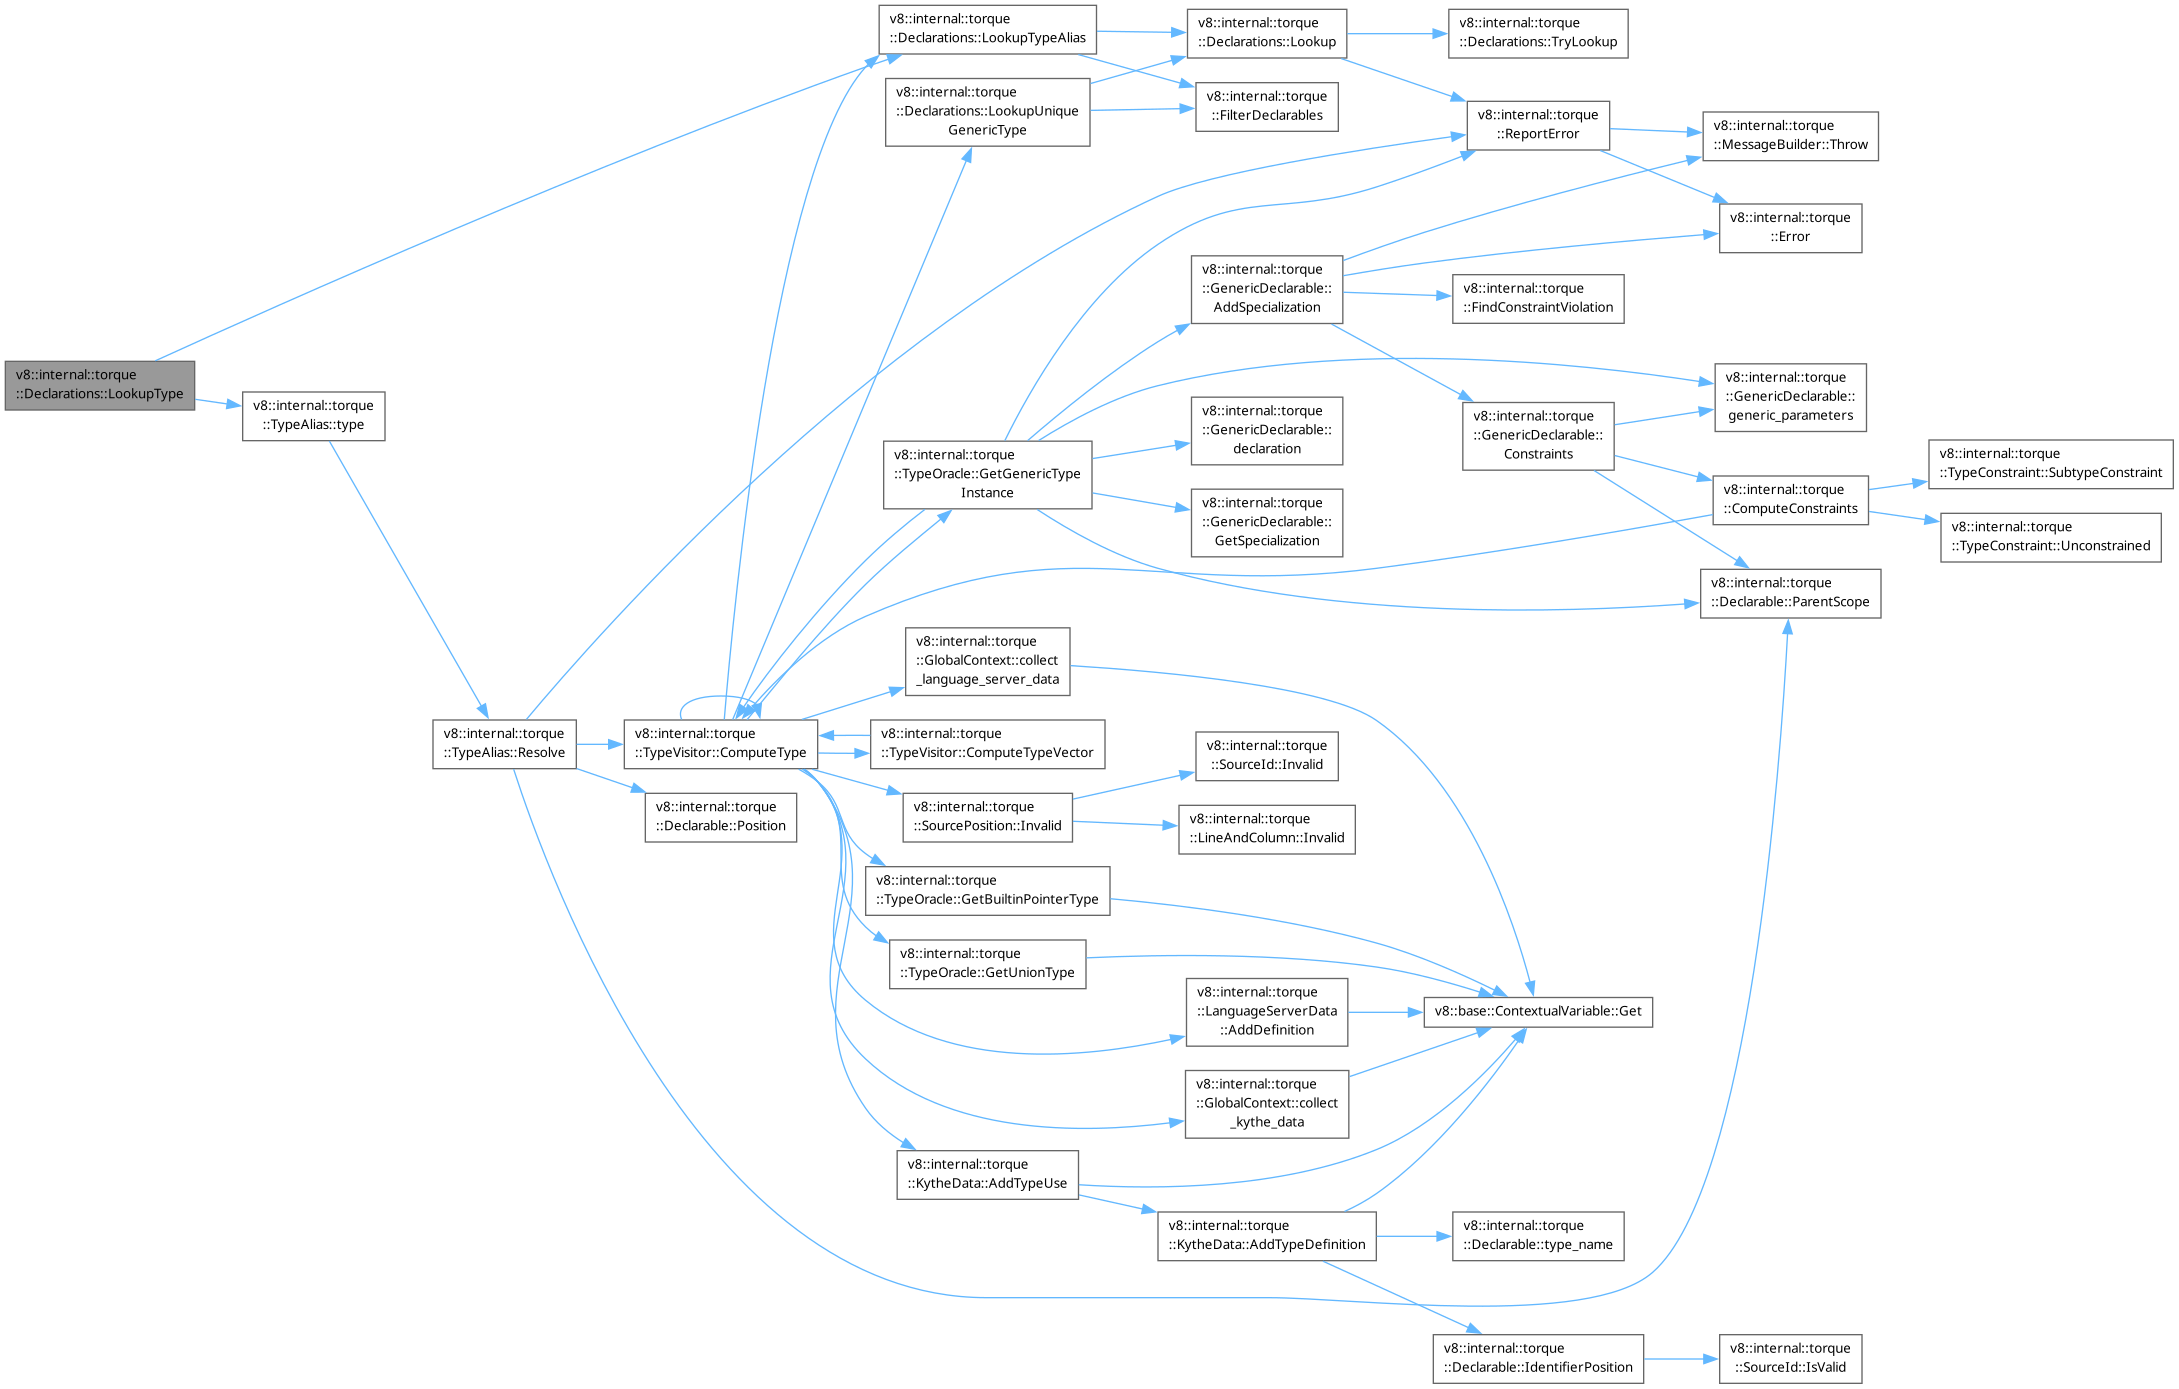 v8::internal::torque
::Declarations::LookupType
v8::internal::torque
::TypeAlias::type
v8::internal::torque
::TypeAlias::Resolve
v8::internal::torque
::TypeVisitor::ComputeType
v8::internal::torque
::Declarable::Position
v8::internal::torque
::Declarations::LookupTypeAlias
v8::internal::torque
::Declarations::LookupUnique
GenericType
v8::internal::torque
::TypeOracle::GetGenericType
Instance
v8::internal::torque
::GlobalContext::collect
_language_server_data
v8::internal::torque
::TypeVisitor::ComputeTypeVector
v8::internal::torque
::SourcePosition::Invalid
v8::internal::torque
::TypeOracle::GetBuiltinPointerType
v8::internal::torque
::TypeOracle::GetUnionType
v8::internal::torque
::KytheData::AddTypeUse
v8::internal::torque
::Declarations::Lookup
v8::internal::torque
::FilterDeclarables
v8::internal::torque
::GenericDeclarable::
AddSpecialization
v8::internal::torque
::GenericDeclarable::
declaration
v8::internal::torque
::GenericDeclarable::
GetSpecialization
v8::internal::torque
::SourceId::Invalid
v8::internal::torque
::LineAndColumn::Invalid
v8::internal::torque
::LanguageServerData
::AddDefinition
v8::internal::torque
::GlobalContext::collect
_kythe_data
v8::internal::torque
::KytheData::AddTypeDefinition
v8::internal::torque
::Declarations::TryLookup
v8::internal::torque
::ReportError
v8::internal::torque
::FindConstraintViolation
v8::internal::torque
::GenericDeclarable::
Constraints
v8::base::ContextualVariable::Get
v8::internal::torque
::Declarable::type_name
v8::internal::torque
::Declarable::IdentifierPosition
v8::internal::torque
::MessageBuilder::Throw
v8::internal::torque
::Error
v8::internal::torque
::GenericDeclarable::
generic_parameters
v8::internal::torque
::ComputeConstraints
v8::internal::torque
::Declarable::ParentScope
v8::internal::torque
::SourceId::IsValid
v8::internal::torque
::TypeConstraint::SubtypeConstraint
v8::internal::torque
::TypeConstraint::Unconstrained